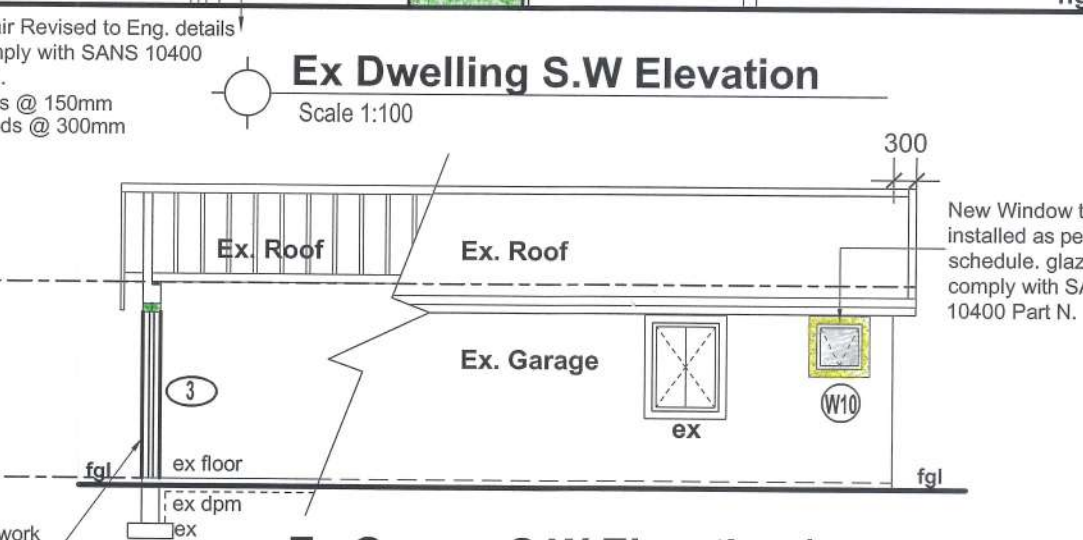 ir Revised to Eng. details
mply with SANS 10400
.
s @ 150mm
ds @ 300mm
Ex Dwelling S.W Elevation
Scale 1:100
300
New Window t
installed as pe
schedule. glaz
comply with SA
10400 Part N.
Ex. Roof
Ex. Roof
Ex. Garage
3
W10
ex
fgl
ex floor
fgl
ex dpm
ex
work